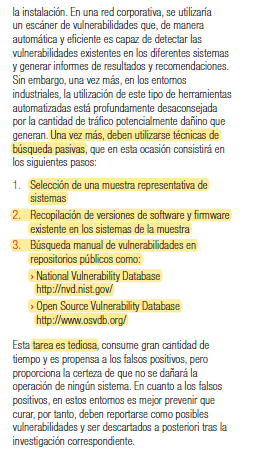 la instalación. En una red corporativa, se utilizaría
un escáner de vulnerabilidades que, de manera
automática y eficiente es capaz de detectar las
vulnerabilidades existentes en los diferentes sistemas
y generar informes de resultados y recomendaciones.
Sin embargo, una vez más, en los entornos
industriales, la utilización de este tipo de herramientas
automatizadas está profundamente desaconsejada
por la cantidad de tráfico potencialmente dañino que
generan. Una vez más, deben utilizarse técnicas de
búsqueda pasivas, que en esta ocasión consistirá en
los siguientes pasos:
1. Selección de una muestra representativa de
sistemas
2. Recopilación de versiones de software y firmware
existente en los sistemas de la muestra
3. Búsqueda manual de vulnerabilidades en
repositorios públicos como:
› National Vulnerability Database
http://nvd.nist.gov/
› Open Source Vulnerability Database
http://www.osvdb.org/
Esta tarea es tediosa, consume gran cantidad de
tiempo y es propensa a los falsos positivos, pero
proporciona la certeza de que no se dañará la
operación de ningún sistema. En cuanto a los falsos
positivos, en estos entornos es mejor prevenir que
curar, por tanto, deben reportarse como posibles
vulnerabilidades y ser descartados a posteriori tras la
investigación correspondiente.